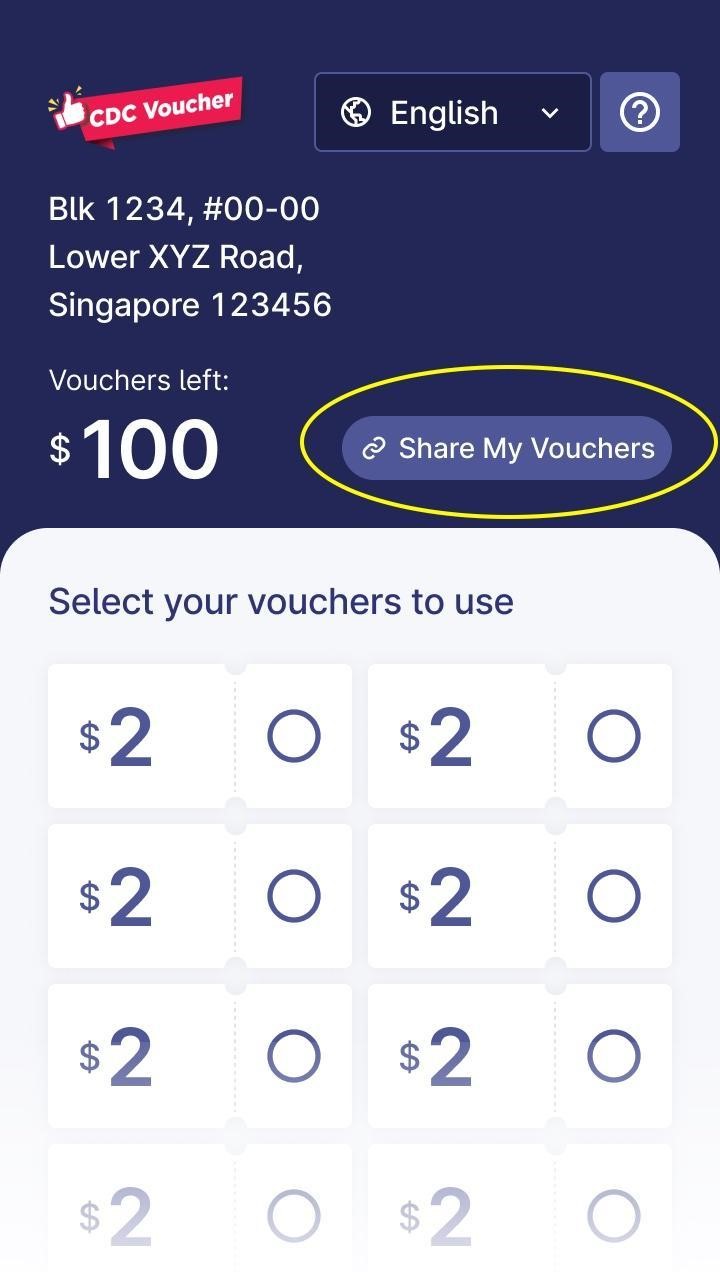 CDC Voucher
English
Blk 1234, #00-00
Lower XYZ Road,
Singapore 123456
Vouchers left:
$100
Share My Vouchers
Select your vouchers to use
$2 $2
$2 $2
$2 $2
$2 $2